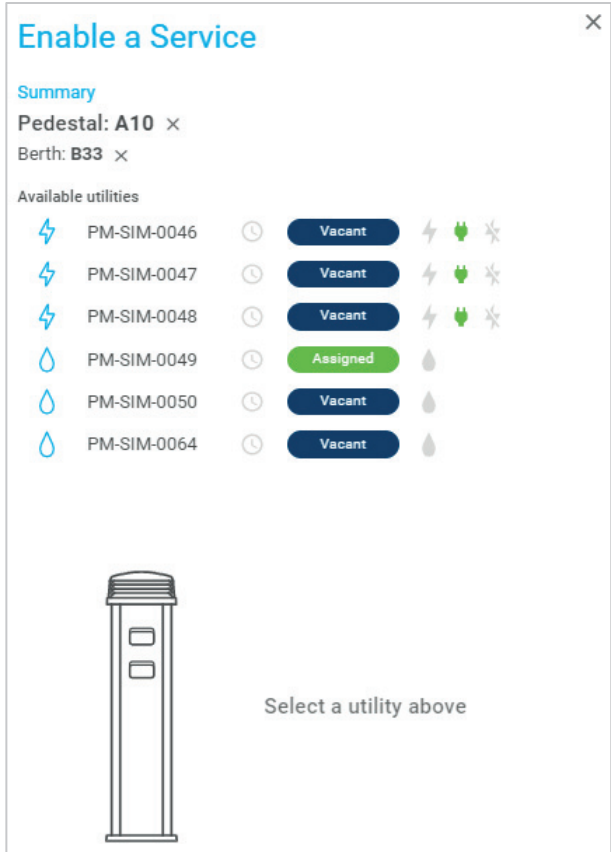 Enable a Service
Summary
Pedestal: A10
Berth: B33
Available utilities
PM-SIM-0046 Vacant
PM-SIM-0047 Vacant
PM-SIM-0048 Vacant
PM-SIM-0049 Assigned
PM-SIM-0050 Vacant
PM-SIM-0064 Vacant
Select a utility above